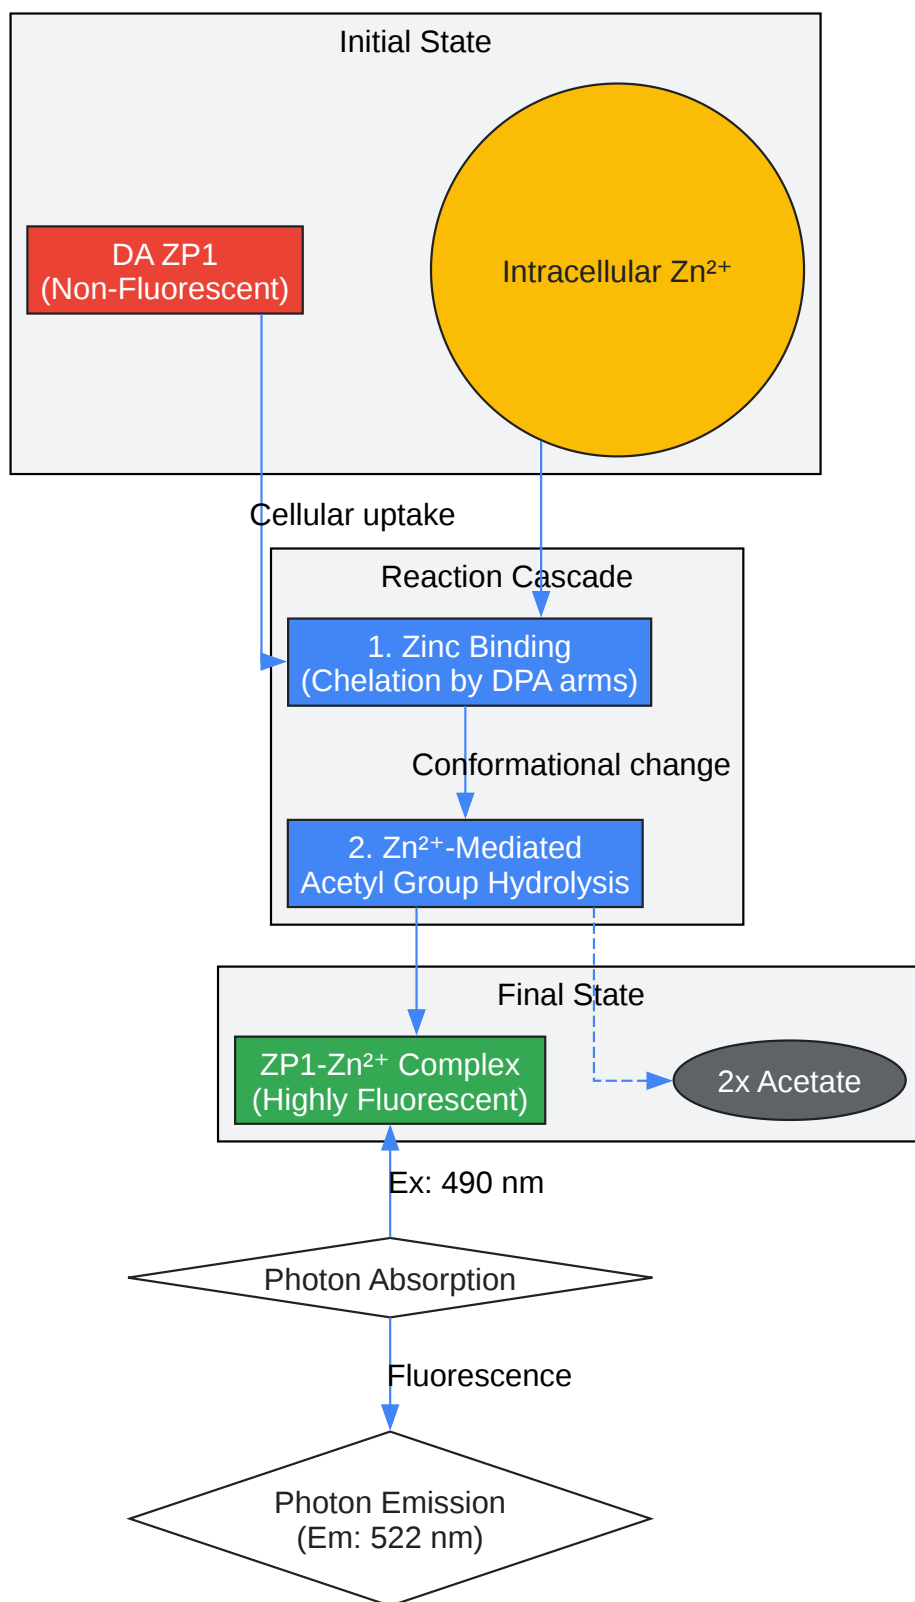 Initial State
DA ZP1
(Non-Fluorescent)
Intracellular Zn²⁺
Cellular uptake
Reaction Cascade
1. Zinc Binding
(Chelation by DPA arms)
Conformational change
2. Zn²⁺-Mediated
Acetyl Group Hydrolysis
Final State
ZP1-Zn²⁺ Complex
(Highly Fluorescent)
2x Acetate
Ex: 490 nm
Photon Absorption
Fluorescence
Photon Emission
(Em: 522 nm)